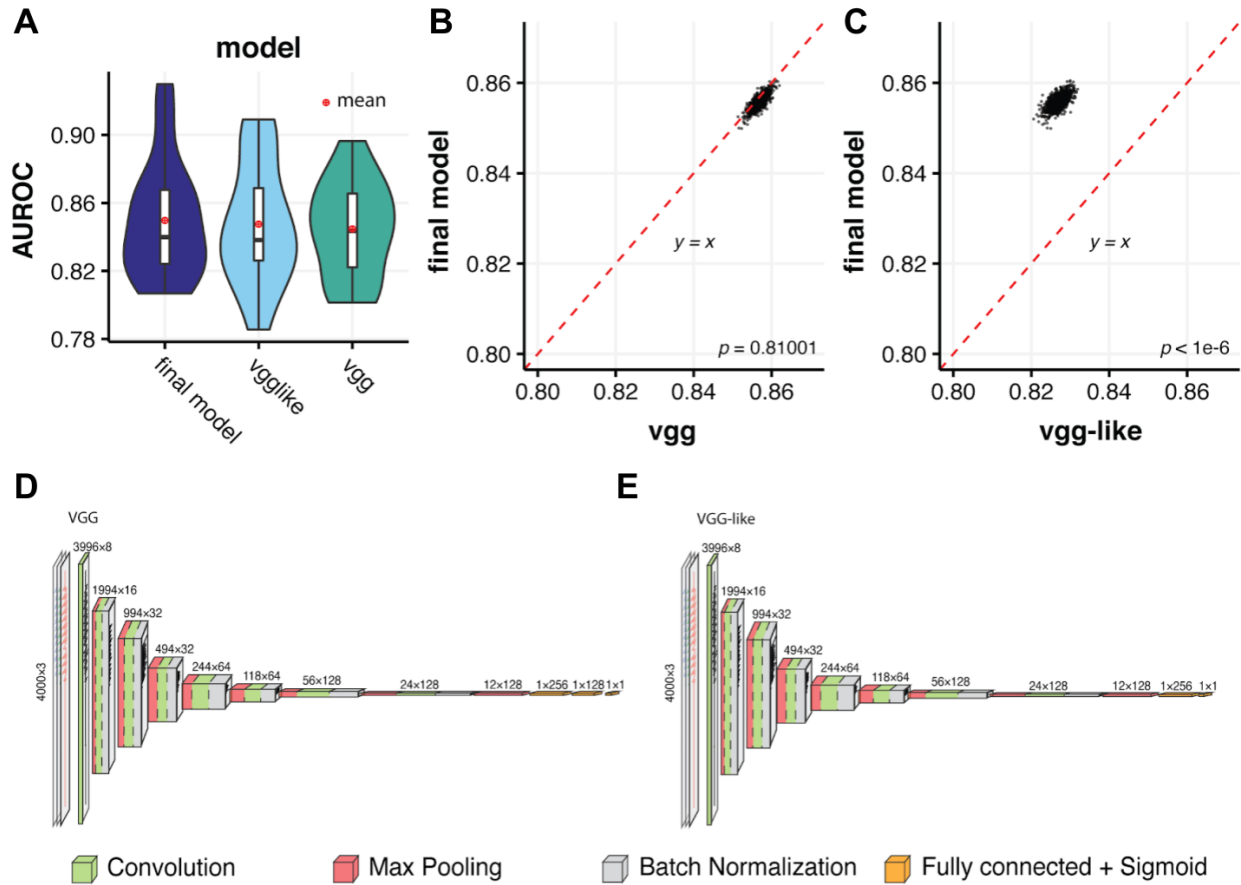 A
model
mean
AUROC
0.90
0.86
0.82
0.78
final model
vgglike
vgg
B
final model
0.86
0.84
0.82
0.80
y = x
p = 0.81001
0.80
0.82
0.84
0.86
vgg
C
final model
0.86
0.84
0.82
0.80
y = x
p < 1e-6
0.80
0.82
0.84
0.86
vgg-like
D
VGG
4000×3
3996×8
1994×16
994×32
494×32
244×64
118×64
56×128
24×128
12×128
1×256
1×128
1×1
E
VGG-like
4000×3
3996×8
1994×16
994×32
494×32
244×64
118×64
56×128
24×128
12×128
1×256
1×1
Convolution
Max Pooling
Batch Normalization
Fully connected + Sigmoid